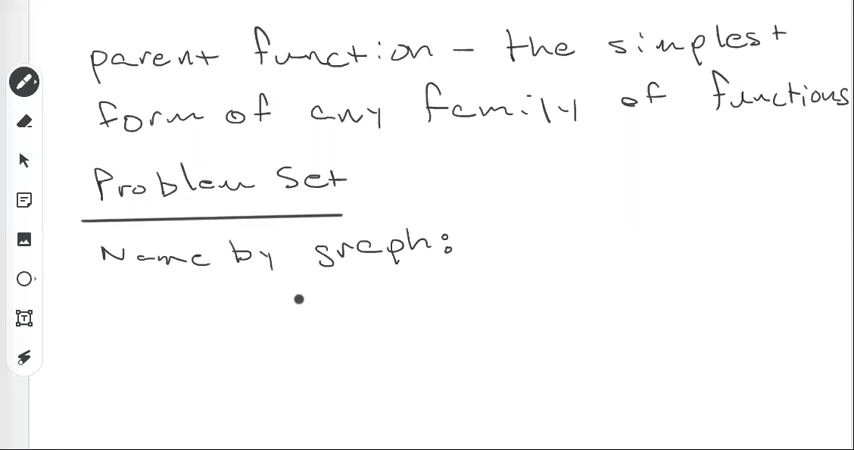 parent function - the simplest
form of any family of functions
Problem Set
Name by graph: